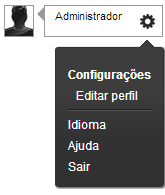 Administrador
Configurações
Editar perfil
Idioma
Ajuda
Sair